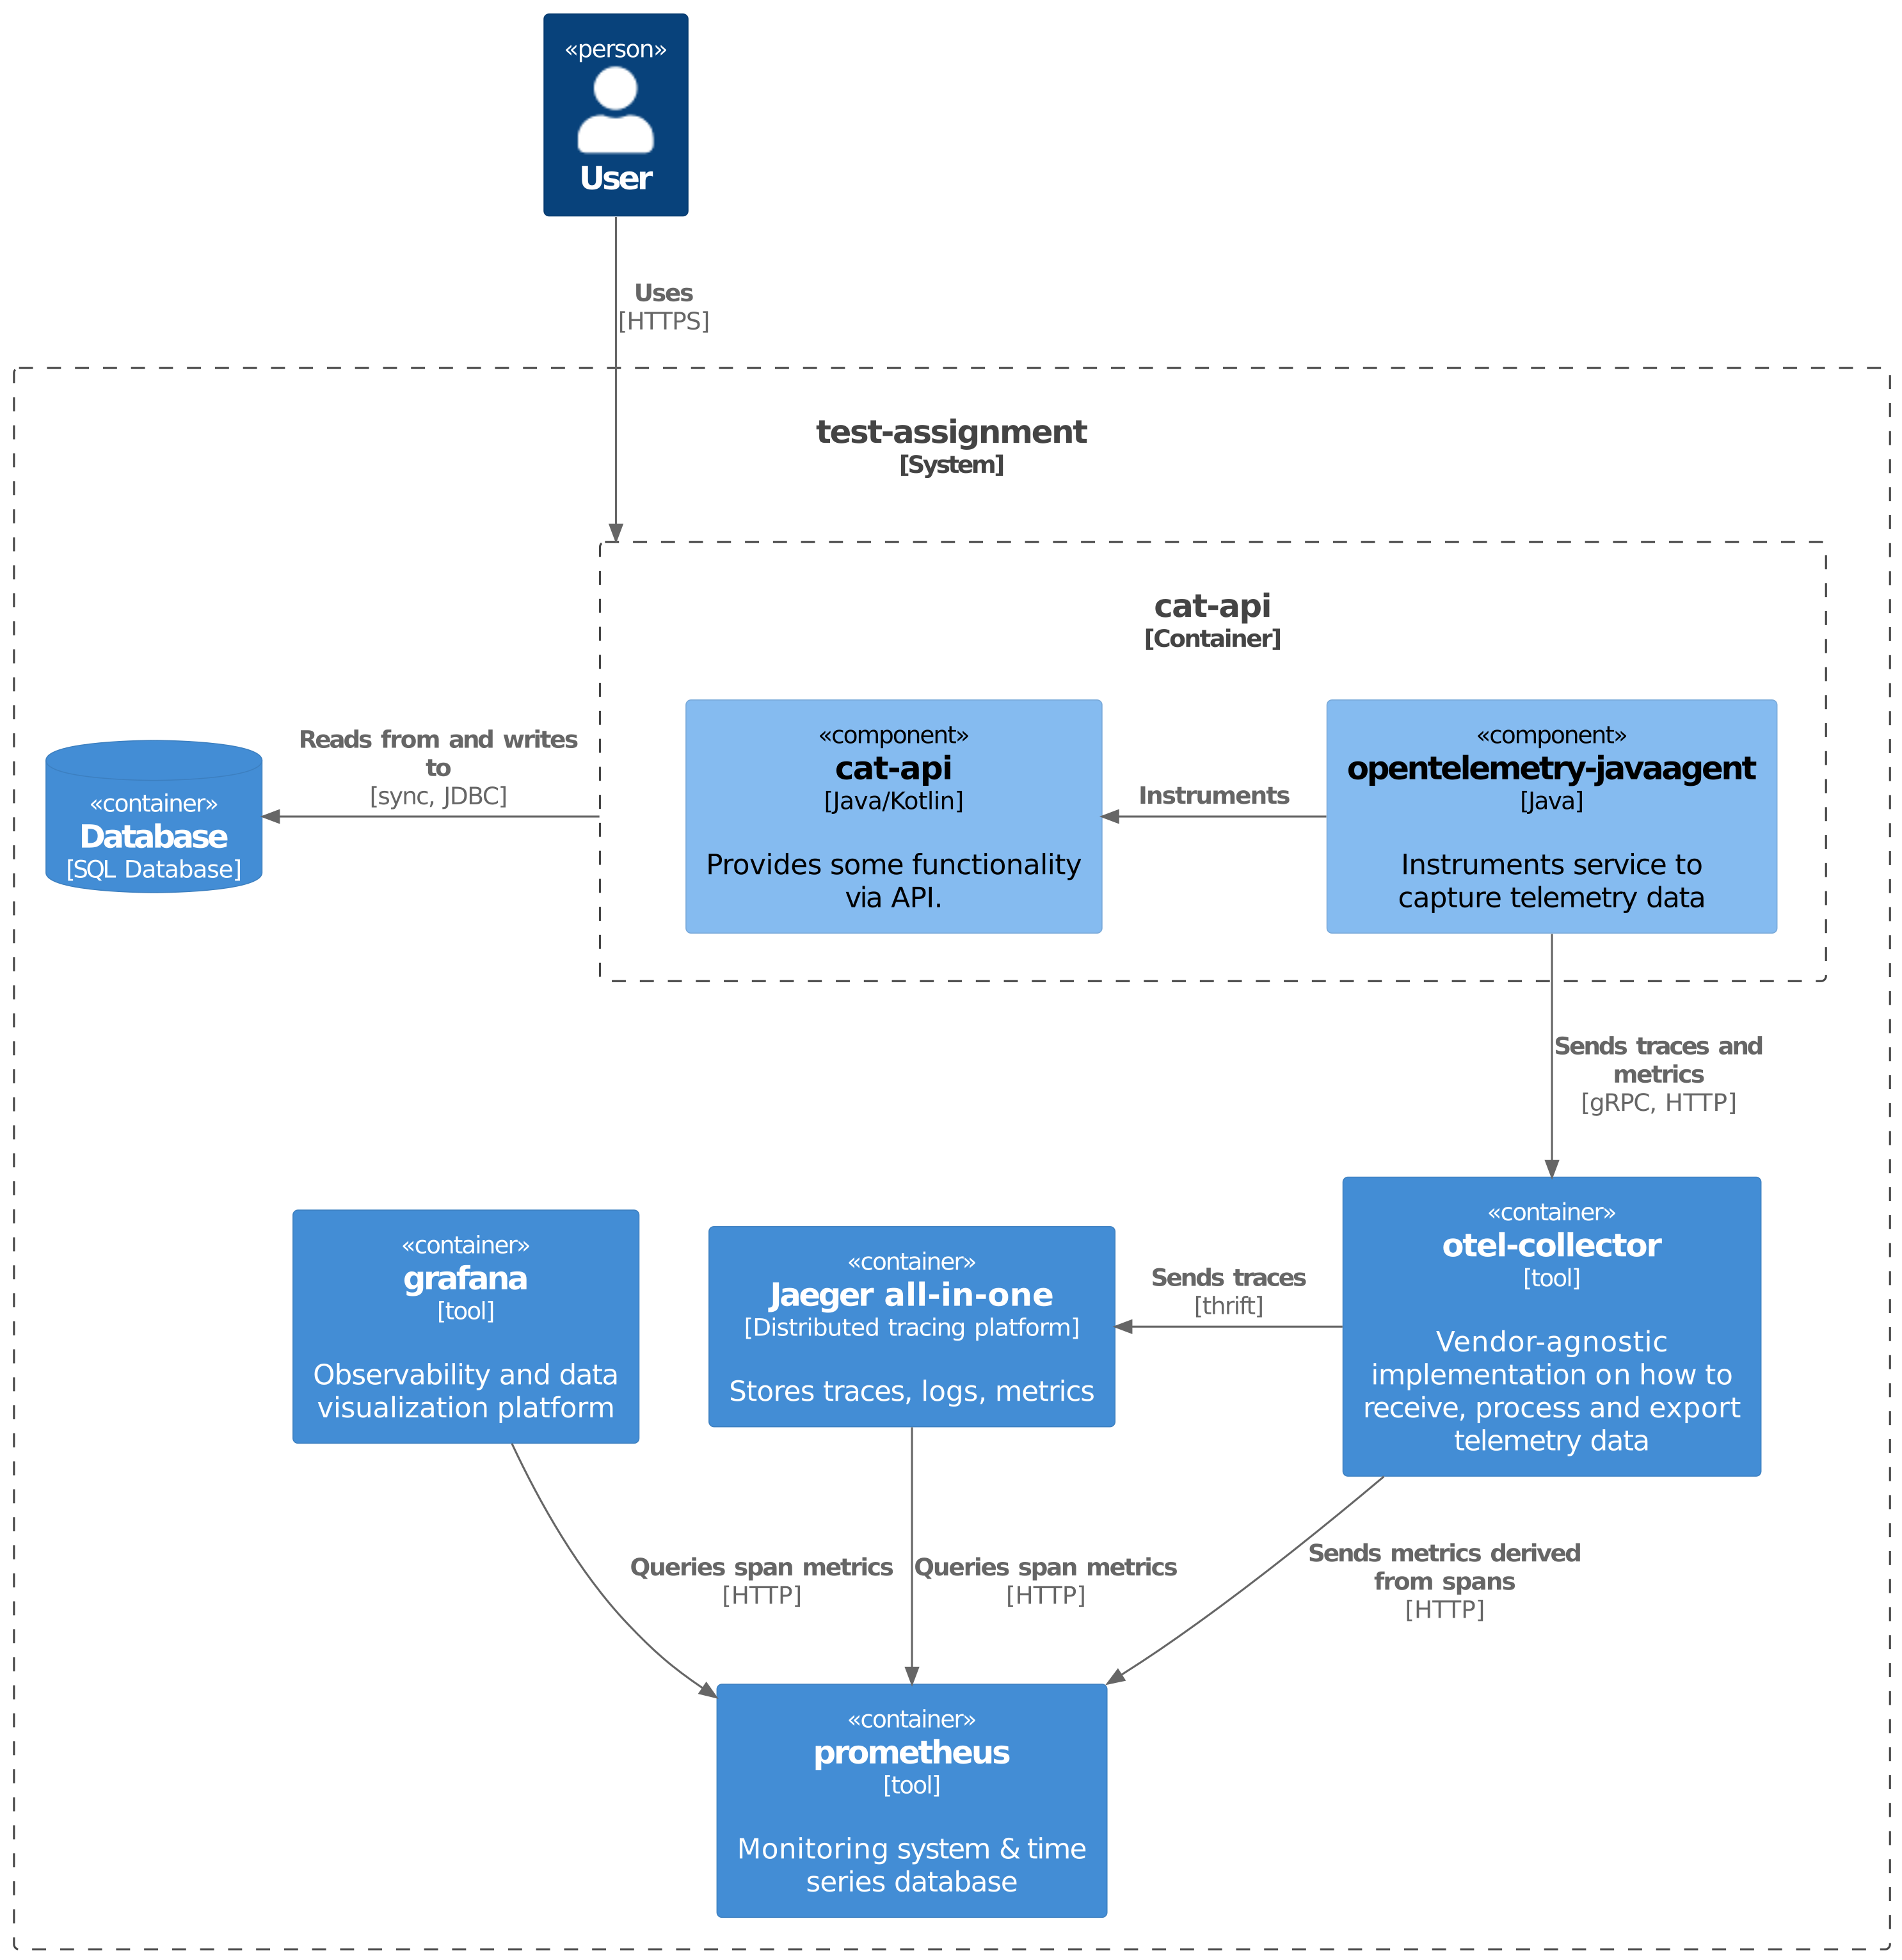 «person»
User
Uses
[HTTPS]
test-assignment
[System]
cat-api
[Container]
Reads from and writes
to
[sync, JDBC]
«container»
Database
[SQL Database]
«component»
cat-api
[Java/Kotlin]
Provides some functionality
via API.
Instruments
«component»
opentelemetry-javaagent
[Java]
Instruments service to
capture telemetry data
Sends traces and
metrics
[gRPC, HTTP]
«container»
grafana
[tool]
Observability and data
visualization platform
«container»
Jaeger all-in-one
[Distributed tracing platform]
Stores traces, logs, metrics
Sends traces
[thrift]
«container»
otel-collector
[tool]
Vendor-agnostic
implementation on how to
receive, process and export
telemetry data
Queries span metrics
[HTTP]
Queries span metrics
[HTTP]
Sends metrics derived
from spans
[HTTP]
«container»
prometheus
[tool]
Monitoring system & time
series database